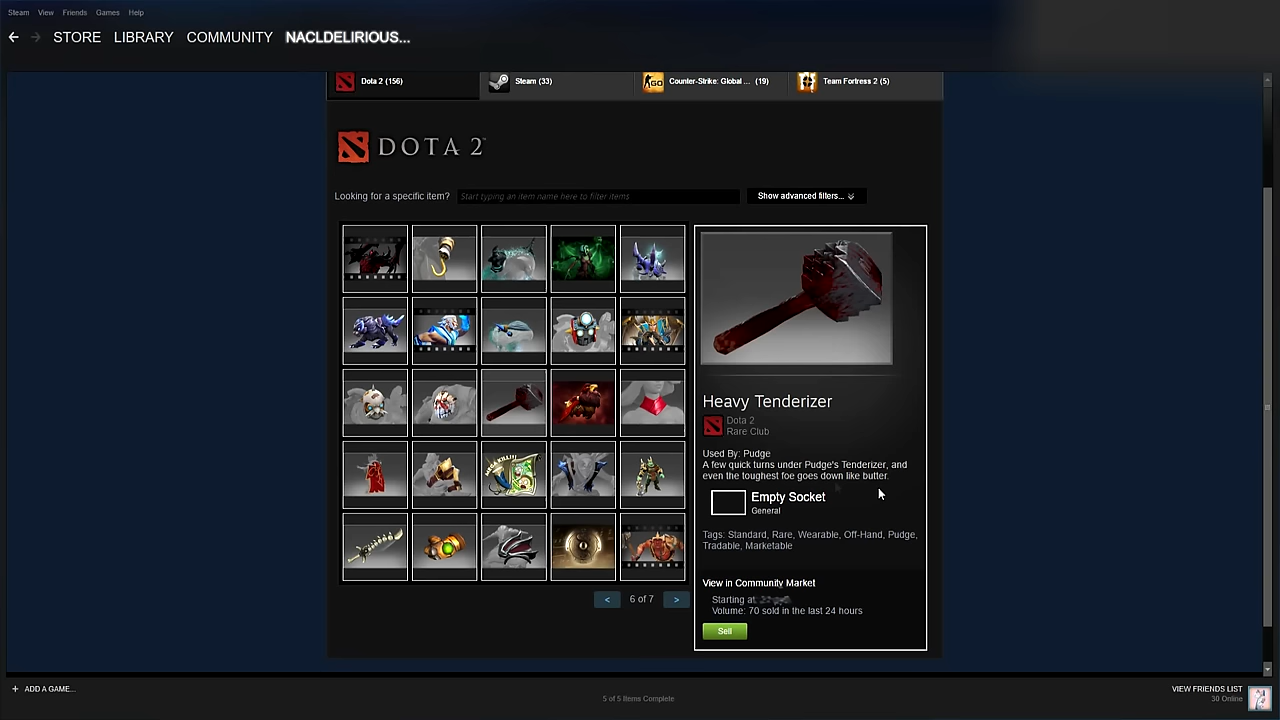 Steam View Friends Games Help
STORE LIBRARY COMMUNITY NACLDELIRIOUS...
Dota 2 (156) Steam (33) Counter-Strike: Global ... (19) Team Fortress 2 (5)
DOTA 2™
Looking for a specific item? Start typing an item name here to filter items Show advanced filters...
Heavy Tenderizer
Dota 2
Rare Club
Used By: Pudge
A few quick turns under Pudge's Tenderizer, and
even the toughest foe goes down like butter.
Empty Socket
General
Tags: Standard, Rare, Wearable, Off-Hand, Pudge,
Tradable, Marketable
View in Community Market
Starting at:
Volume: 70 sold in the last 24 hours
Sell
< 6 of 7 >
+ ADD A GAME...
5 of 5 Items Complete
VIEW FRIENDS LIST
30 Online